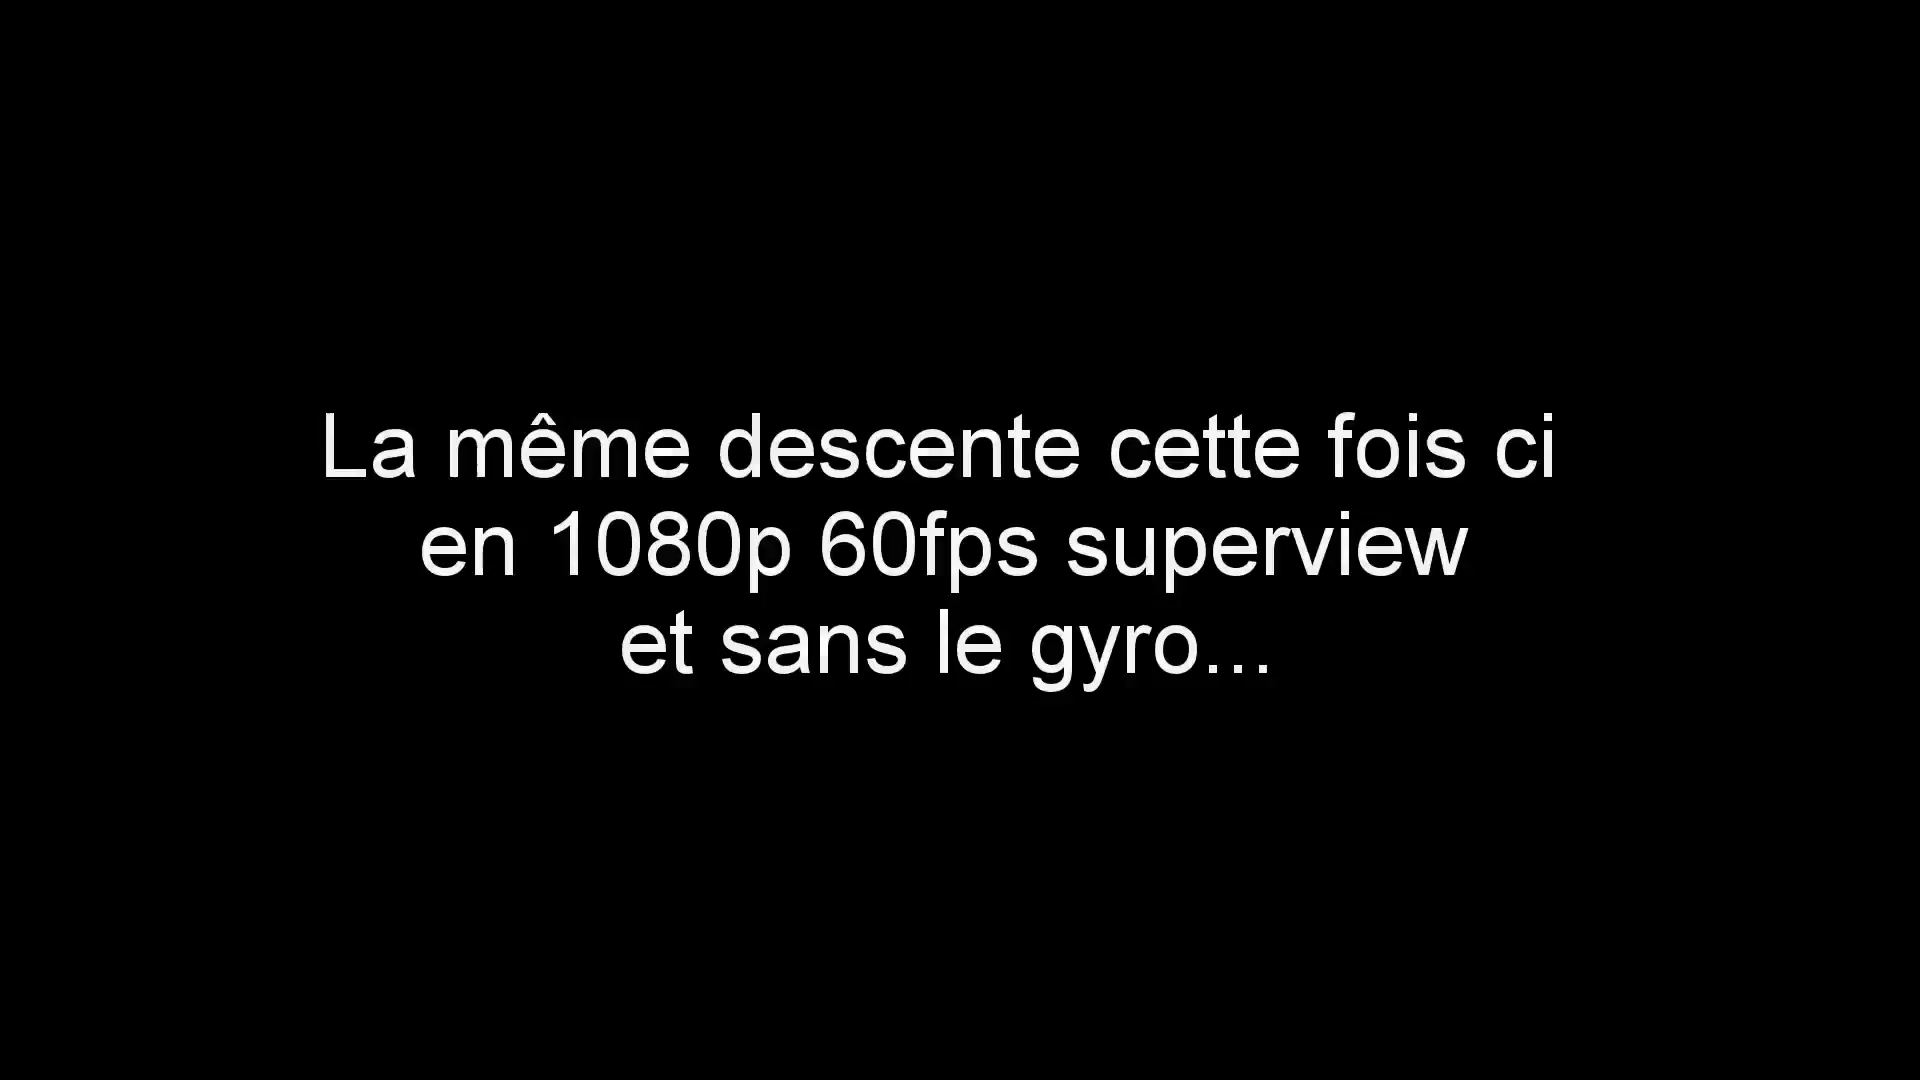 La même descente cette fois ci
en 1080p 60fps superview
et sans le gyro...